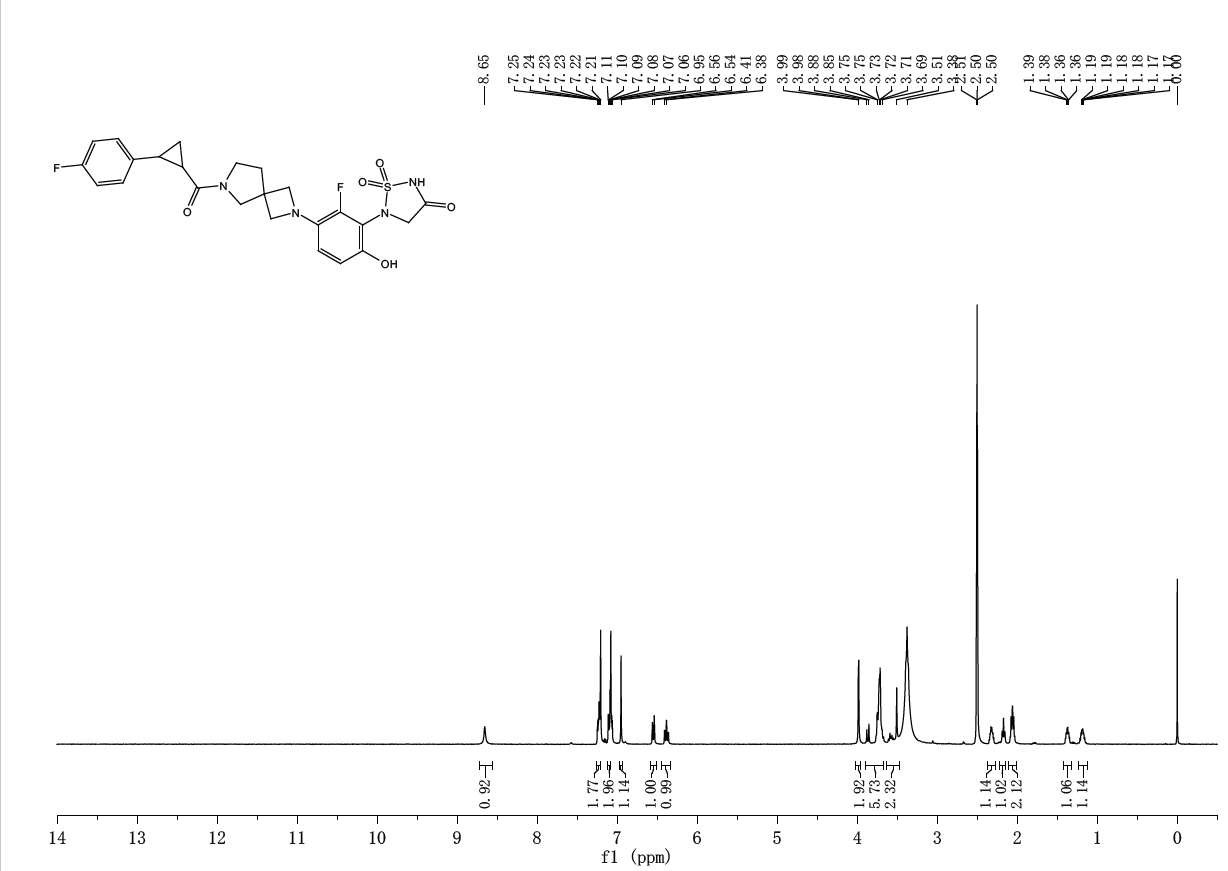 8.65 7.25 7.24 7.23 7.23 7.22 7.21 7.11 7.10 7.09 7.08 7.07 7.06 6.95 6.56 6.54 6.41 6.38 3.99 3.98 3.88 3.85 3.75 3.75 3.73 3.72 3.71 3.69 3.51 3.38 2.51 2.50 2.50 1.39 1.38 1.36 1.36 1.19 1.19 1.18 1.18 1.17 1.17 0.00
F
O
N
N
F
O
O
S
NH
N
O
OH
0.92 1.77 1.96 1.14 1.00 0.99 1.92 5.73 2.32 1.14 1.02 2.12 1.06 1.14
14 13 12 11 10 9 8 7 6 5 4 3 2 1 0
f1 (ppm)